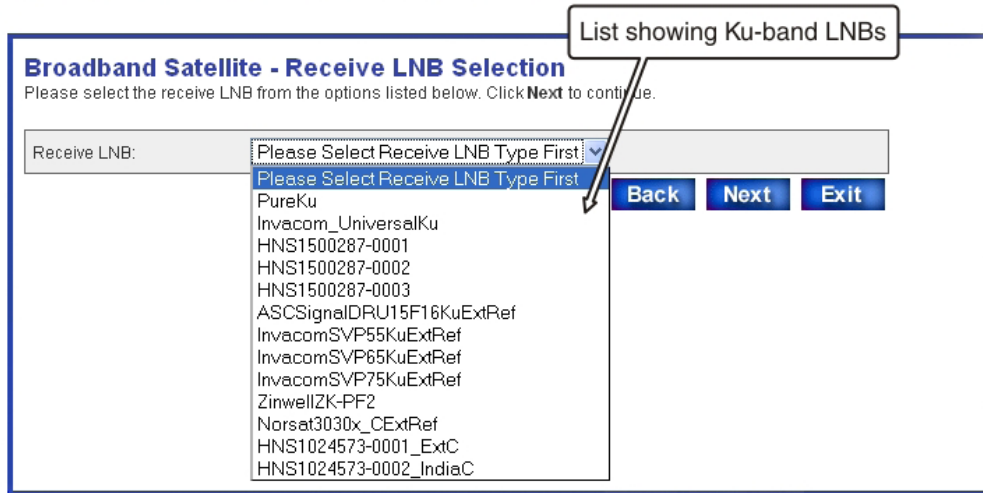 List showing Ku-band LNBs
Broadband Satellite - Receive LNB Selection
Please select the receive LNB from the options listed below. Click Next to continue.
Receive LNB:
Please Select Receive LNB Type First
Please Select Receive LNB Type First
PureKu
Invacom_UniversalKu
HNS1500287-0001
HNS1500287-0002
HNS1500287-0003
ASCSignalDRU15F16KuExtRef
InvacomSVP55KuExtRef
InvacomSVP65KuExtRef
InvacomSVP75KuExtRef
ZinwellZK-PF2
Norsat3030x_CExtRef
HNS1024573-0001_ExtC
HNS1024573-0002_IndiaC
Back Next Exit